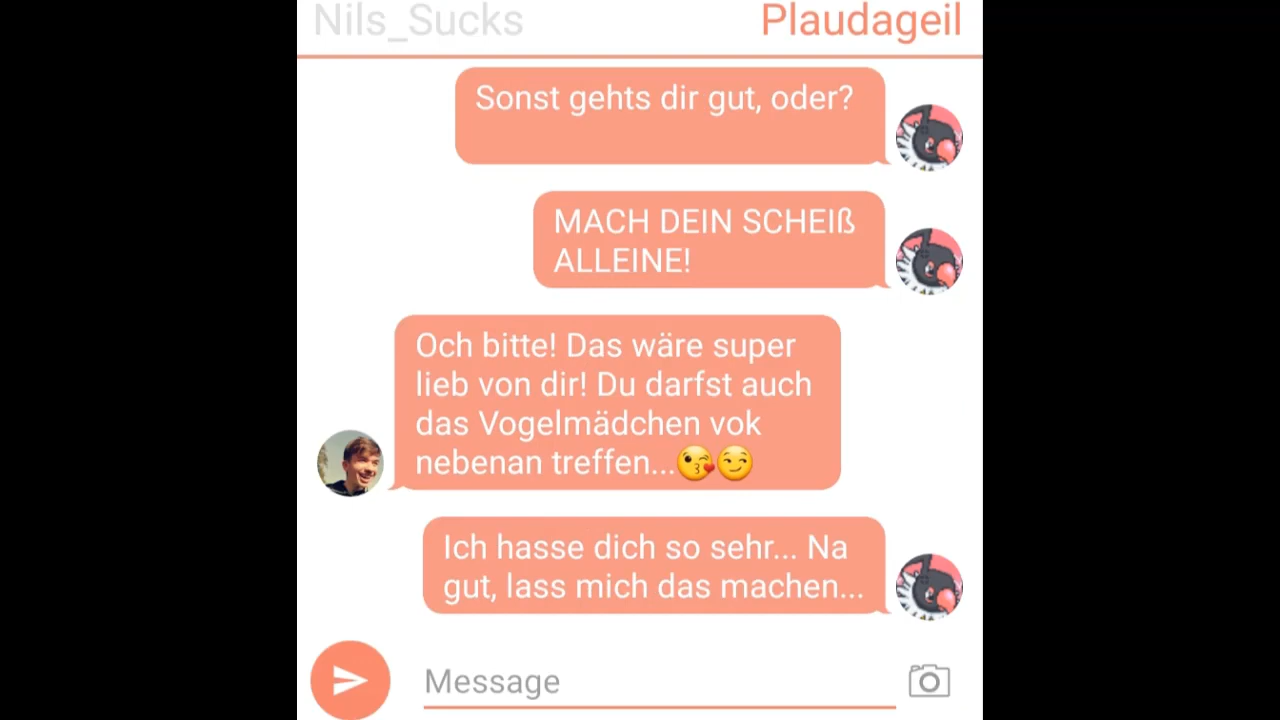 Nils_Sucks
Plaudageil
Sonst gehts dir gut, oder?
MACH DEIN SCHEIß
ALLEINE!
Och bitte! Das wäre super
lieb von dir! Du darfst auch
das Vogelmädchen vok
nebenan treffen...😘😏
Ich hasse dich so sehr... Na
gut, lass mich das machen...
Message